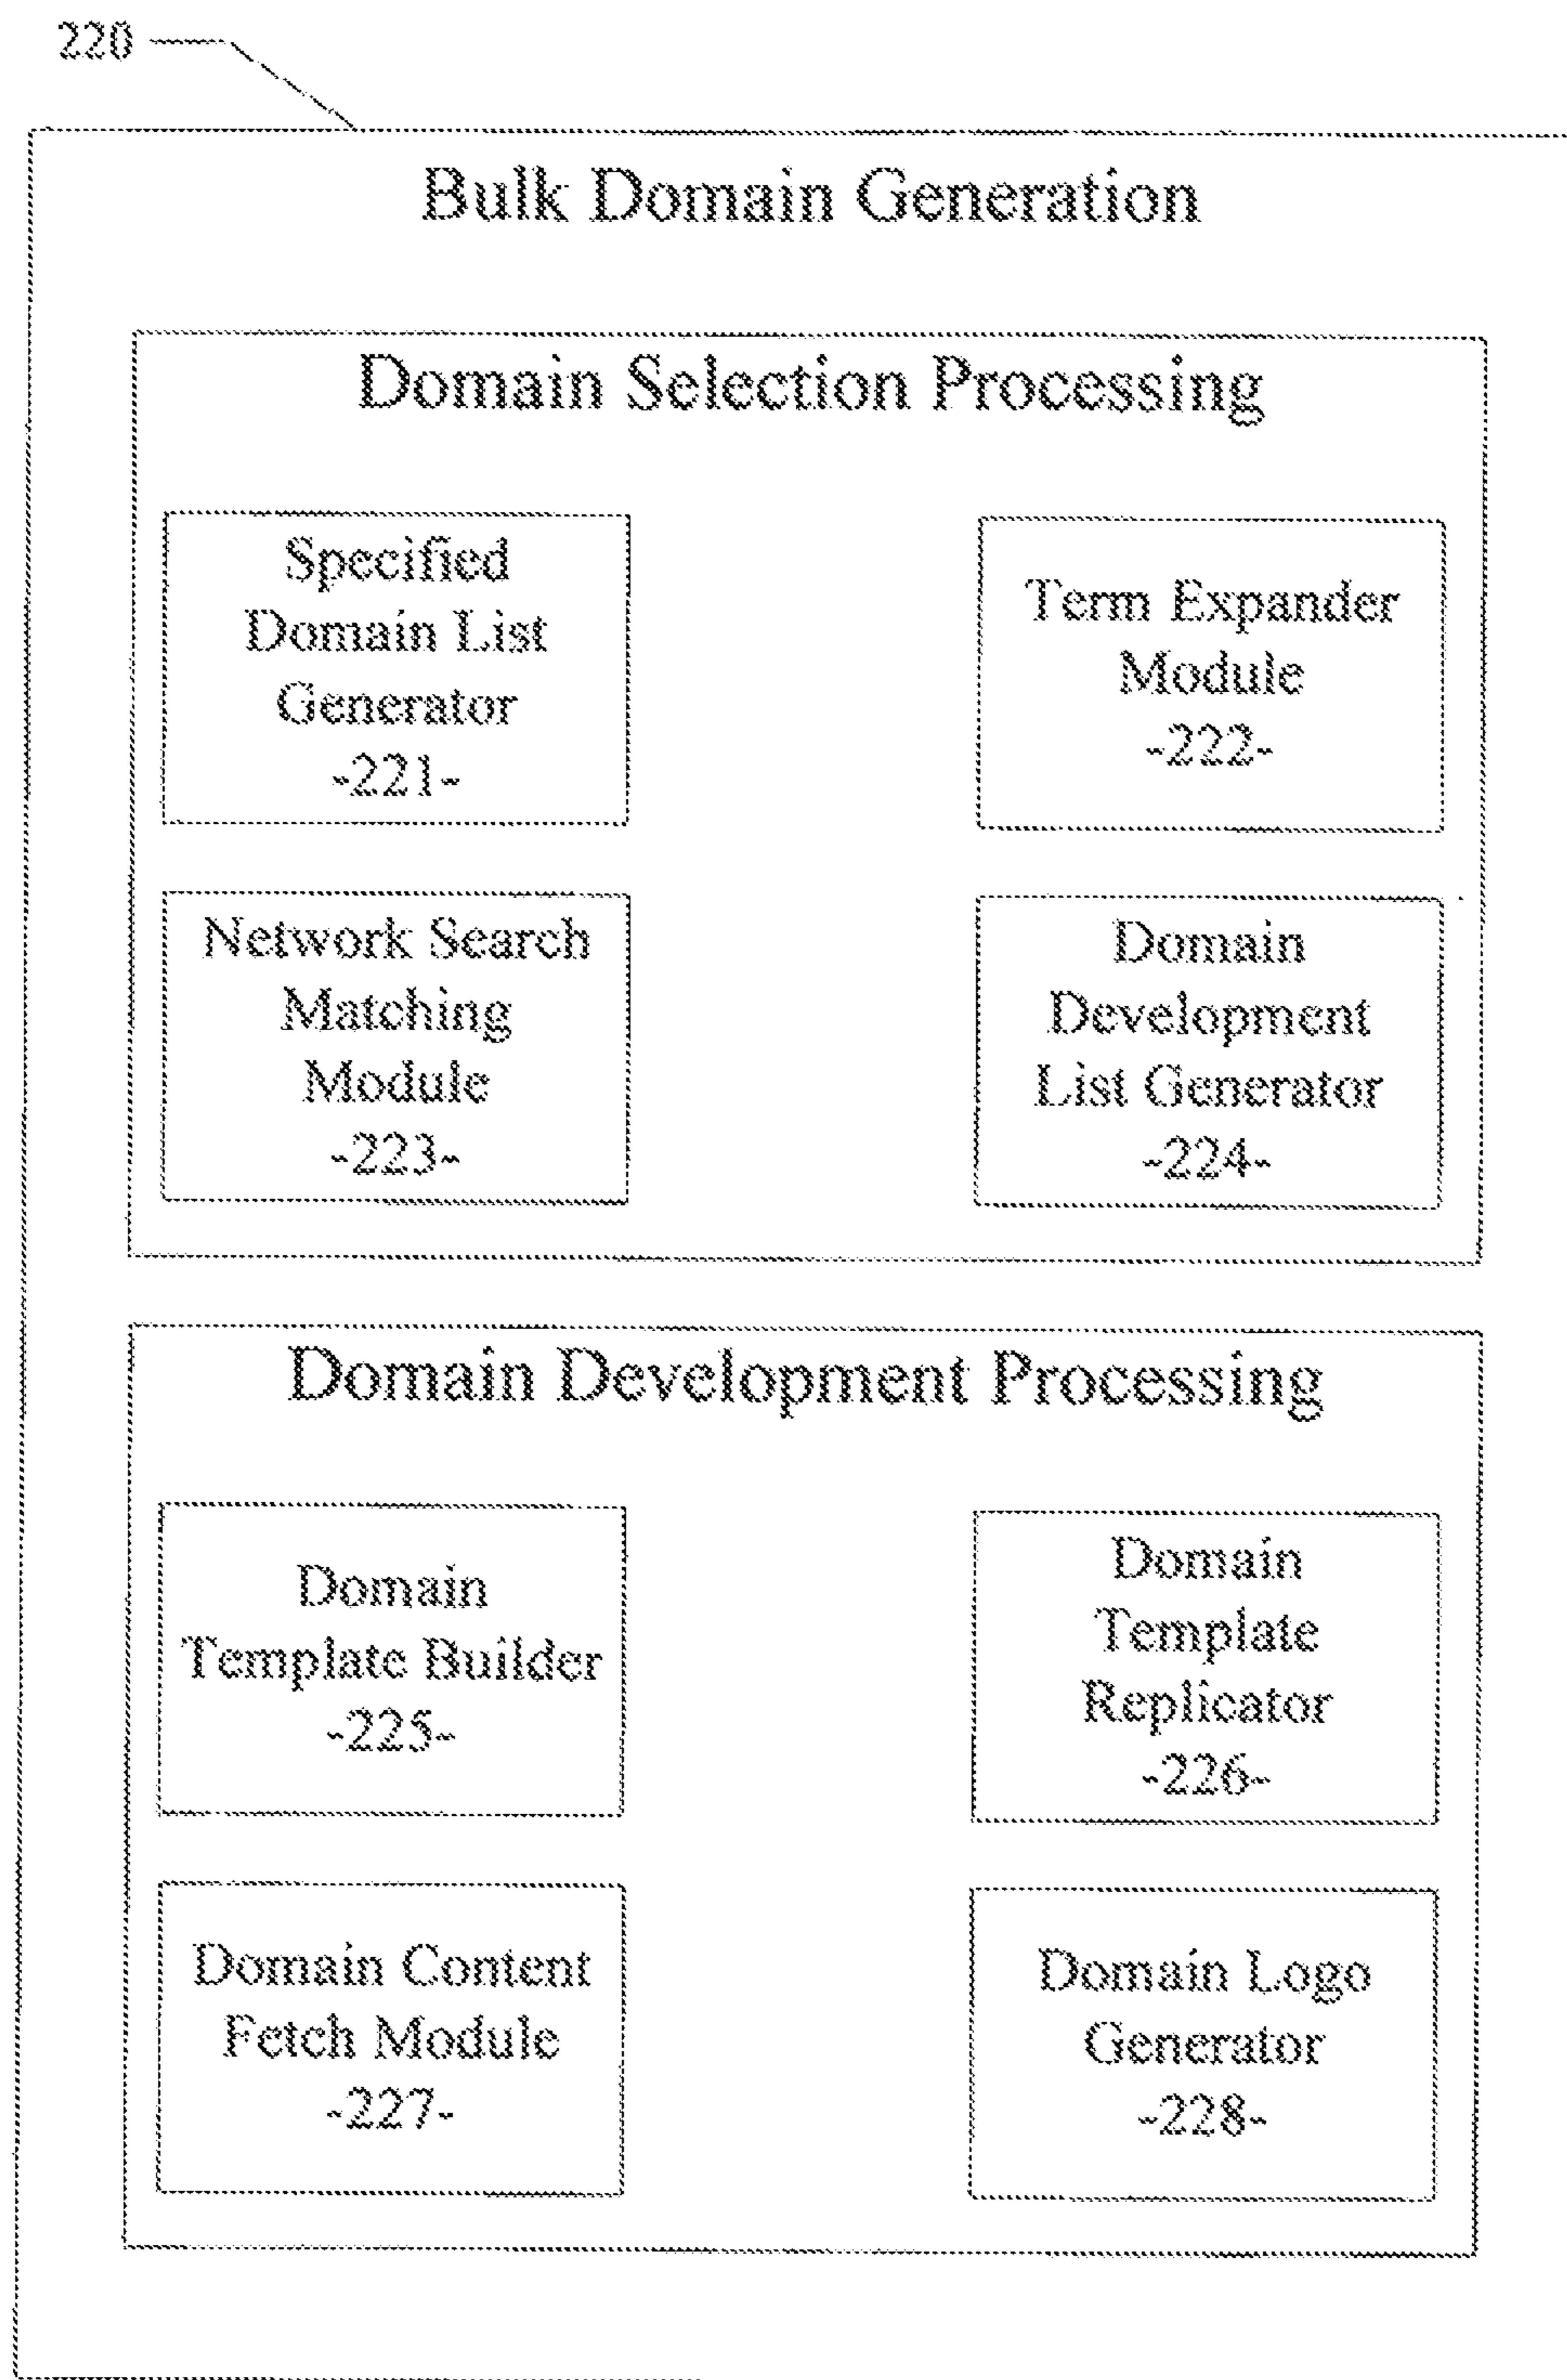 220
Bulk Domain Generation
Domain Selection Processing
Specified
Domain List
Generator
-221-
Term Expander
Module
-222-
Network Search
Matching
Module
-223-
Domain
Development
List Generator
-224-
Domain Development Processing
Domain
Template Builder
-225-
Domain
Template
Replicator
-226-
Domain Content
Fetch Module
-227-
Domain Logo
Generator
-228-